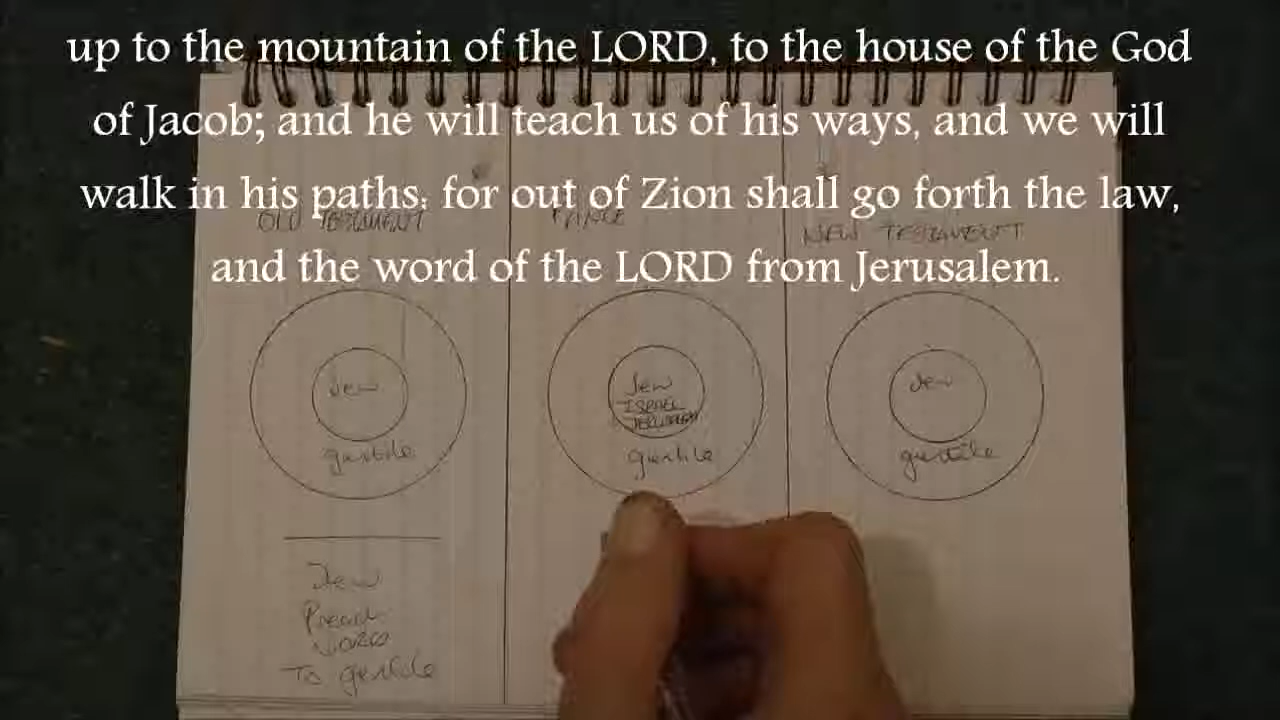 up to the mountain of the LORD, to the house of the God
of Jacob; and he will teach us of his ways, and we will
walk in his paths; for out of Zion shall go forth the law,
and the word of the LORD from Jerusalem.
OLD TESTAMENT
NEW TESTAMENT
Jew
gentile
Jew
ISRAEL
JERUSALEM
gentile
Jew
gentile
Jew
Preach
WORD
To gentile